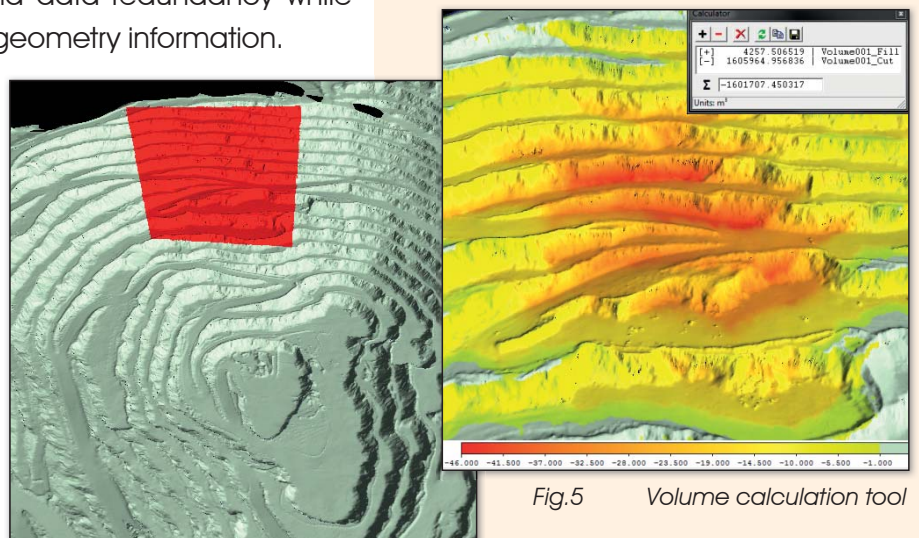 data redundancy while
geometry information.
Calculator
[+] 4257.506519 | Volume001_Fill
[-] 1605964.956836 | Volume001_Cut
Σ -1601707.450317
Units: m³
-46.000 -41.500 -37.000 -32.500 -28.000 -23.500 -19.000 -14.500 -10.000 -5.500 -1.000
Fig.5 Volume calculation tool